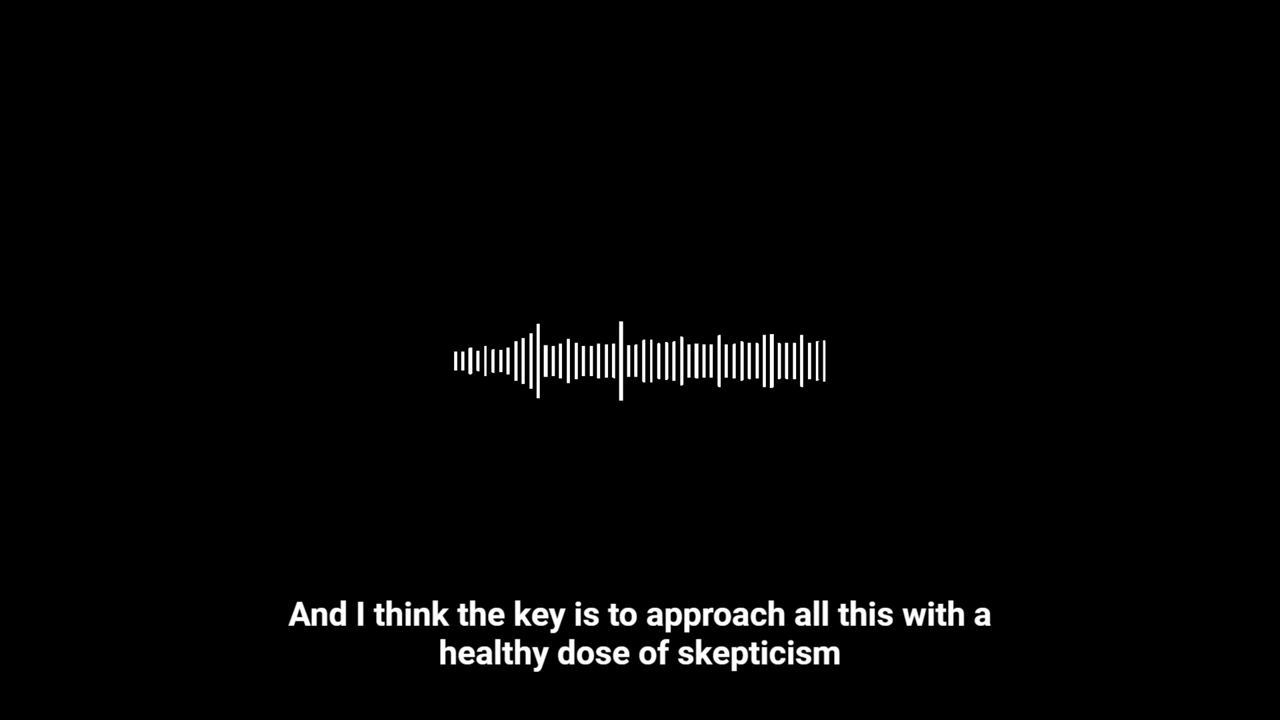 And I think the key is to approach all this with a
healthy dose of skepticism